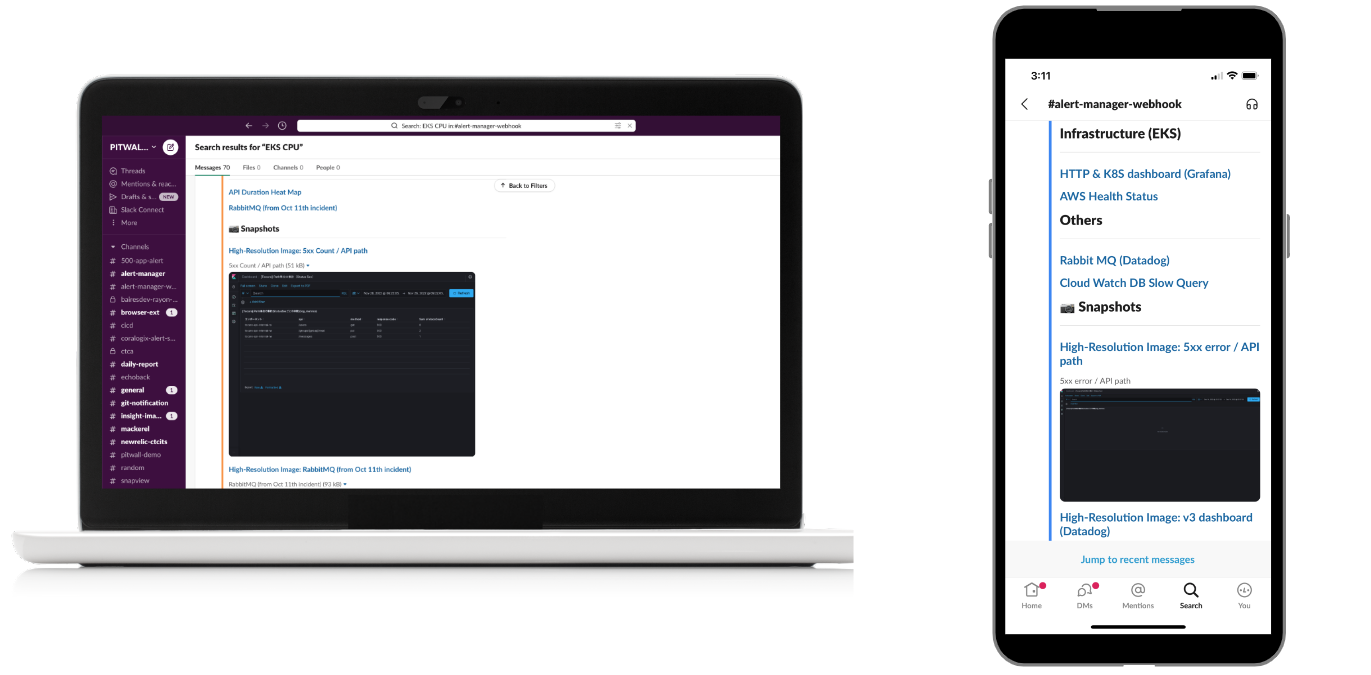 Search: EKS CPU in:#alert-manager-webhook
PITWAL...
Threads
Mentions & reac...
Drafts & s... NEW
Slack Connect
More
Channels
# 500-app-alert
# alert-manager
# alert-manager-w...
bairesdev-rayon-...
# browser-ext 1
# cicd
# coralogix-alert-s...
ctca
# daily-report
# echoback
# general 1
# git-notification
# insight-ima... 1
# mackerel
# newrelic-ctcits
# pitwall-demo
# random
# snapview
Search results for “EKS CPU”
Messages 70 Files 0 Channels 0 People 0
Back to Filters
API Duration Heat Map
RabbitMQ (from Oct 11th incident)
Snapshots
High-Resolution Image: 5xx Count / API path
5xx Count / API path (51 kB)
High-Resolution Image: RabbitMQ (from Oct 11th incident)
RabbitMQ (from Oct 11th incident) (93 kB)
3:11
#alert-manager-webhook
Infrastructure (EKS)
HTTP & K8S dashboard (Grafana)
AWS Health Status
Others
Rabbit MQ (Datadog)
Cloud Watch DB Slow Query
Snapshots
High-Resolution Image: 5xx error / API
path
5xx error / API path
High-Resolution Image: v3 dashboard
(Datadog)
Jump to recent messages
Home DMs Mentions Search You